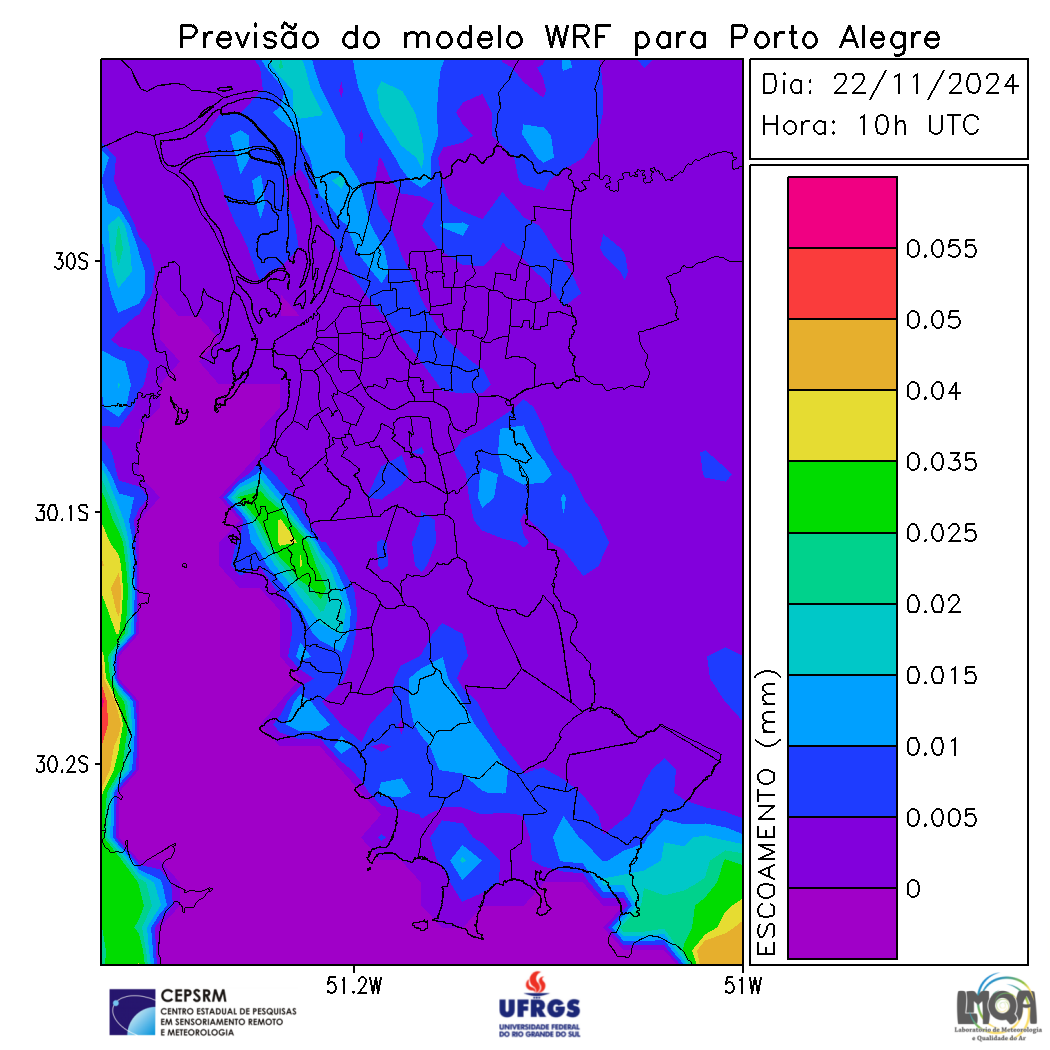 Previsão do modelo WRF para Porto Alegre
Dia: 22/11/2024
Hora: 10h UTC
0.055
0.05
0.04
0.035
0.025
0.02
0.015
0.01
0.005
0
ESCOAMENTO (mm)
30S
30.1S
30.2S
51.2W
51W
CEPSRM
CENTRO ESTADUAL DE PESQUISAS
EM SENSORIAMENTO REMOTO
E METEOROLOGIA
UFRGS
UNIVERSIDADE FEDERAL
DO RIO GRANDE DO SUL
LMQA
Laboratório de Meteorologia
e Qualidade do Ar